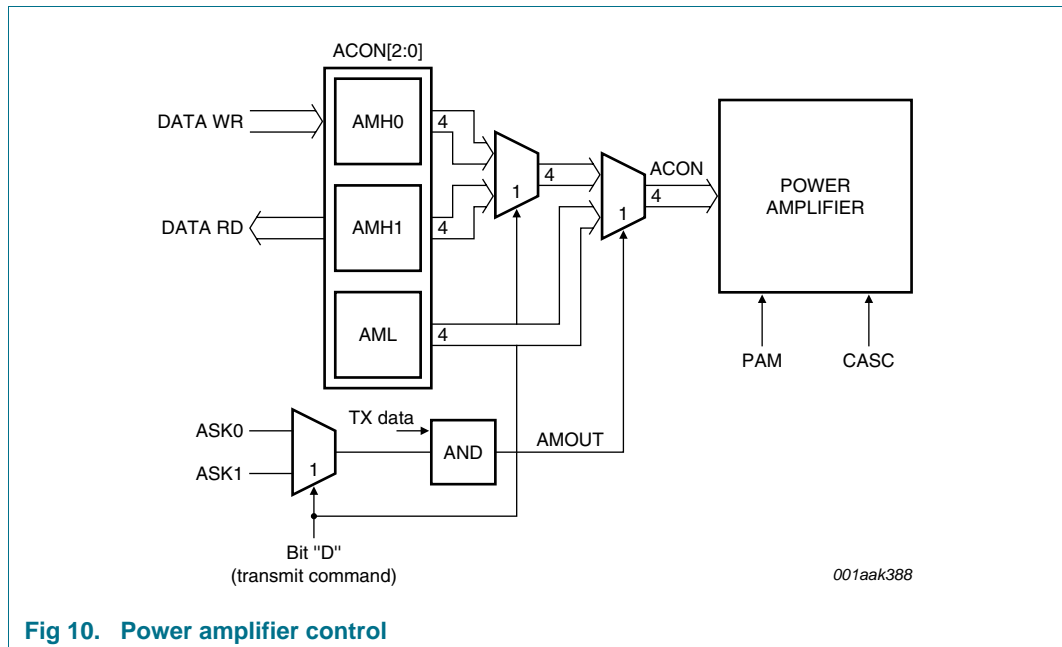 ACON[2:0]
DATA WR
AMH0
4
1
4
ACON
4
1
POWER
AMPLIFIER
DATA RD
AMH1
4
AML
4
PAM
CASC
TX data
ASK0
ASK1
1
AND
AMOUT
Bit "D"
(transmit command)
001aak388
Fig 10. Power amplifier control